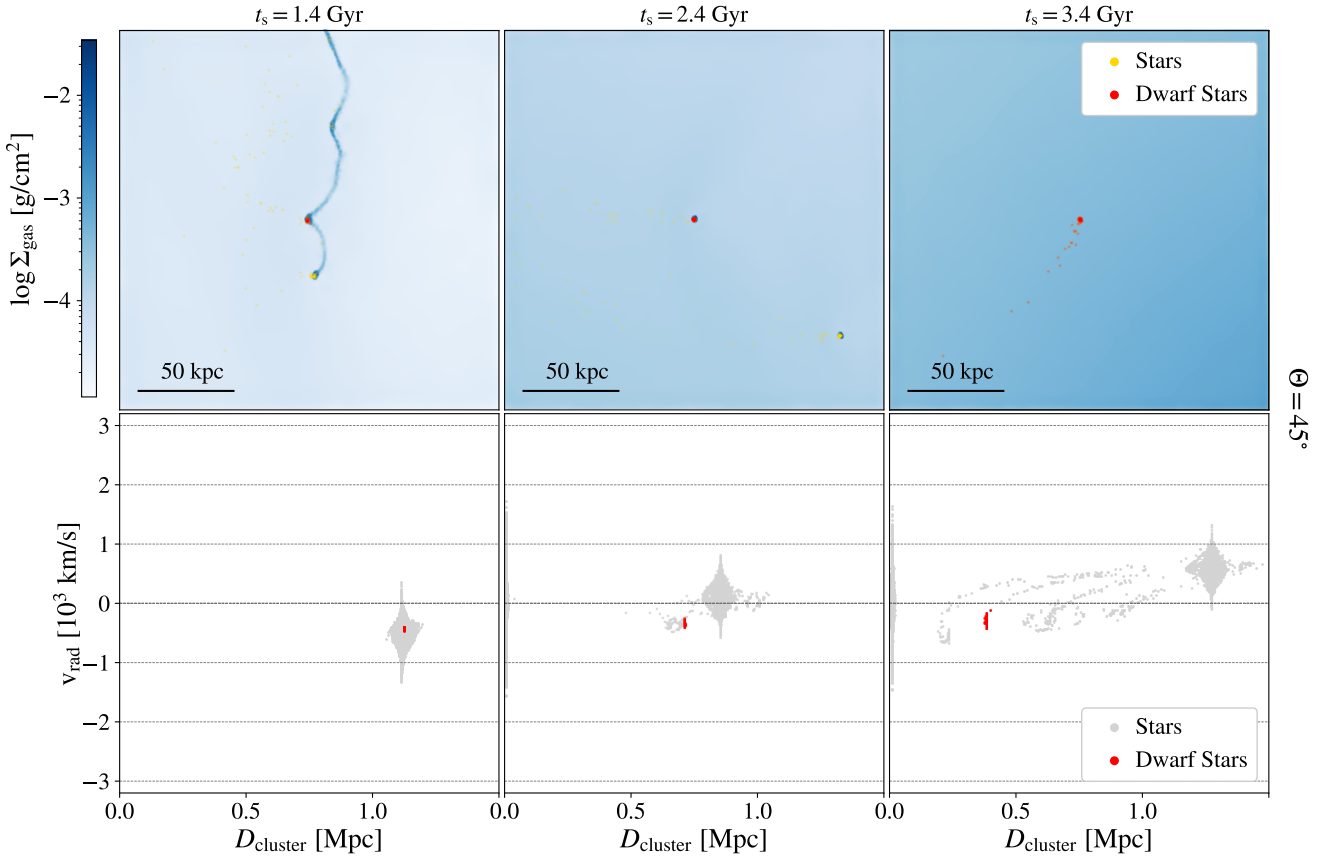 t_s = 1.4 Gyr
t_s = 2.4 Gyr
t_s = 3.4 Gyr
log Σ_gas [g/cm²]
−2
−3
−4
Stars
Dwarf Stars
50 kpc
50 kpc
50 kpc
Θ = 45°
v_rad [10³ km/s]
3
2
1
0
−1
−2
−3
Stars
Dwarf Stars
0.0
0.5
1.0
0.0
0.5
1.0
0.0
0.5
1.0
D_cluster [Mpc]
D_cluster [Mpc]
D_cluster [Mpc]